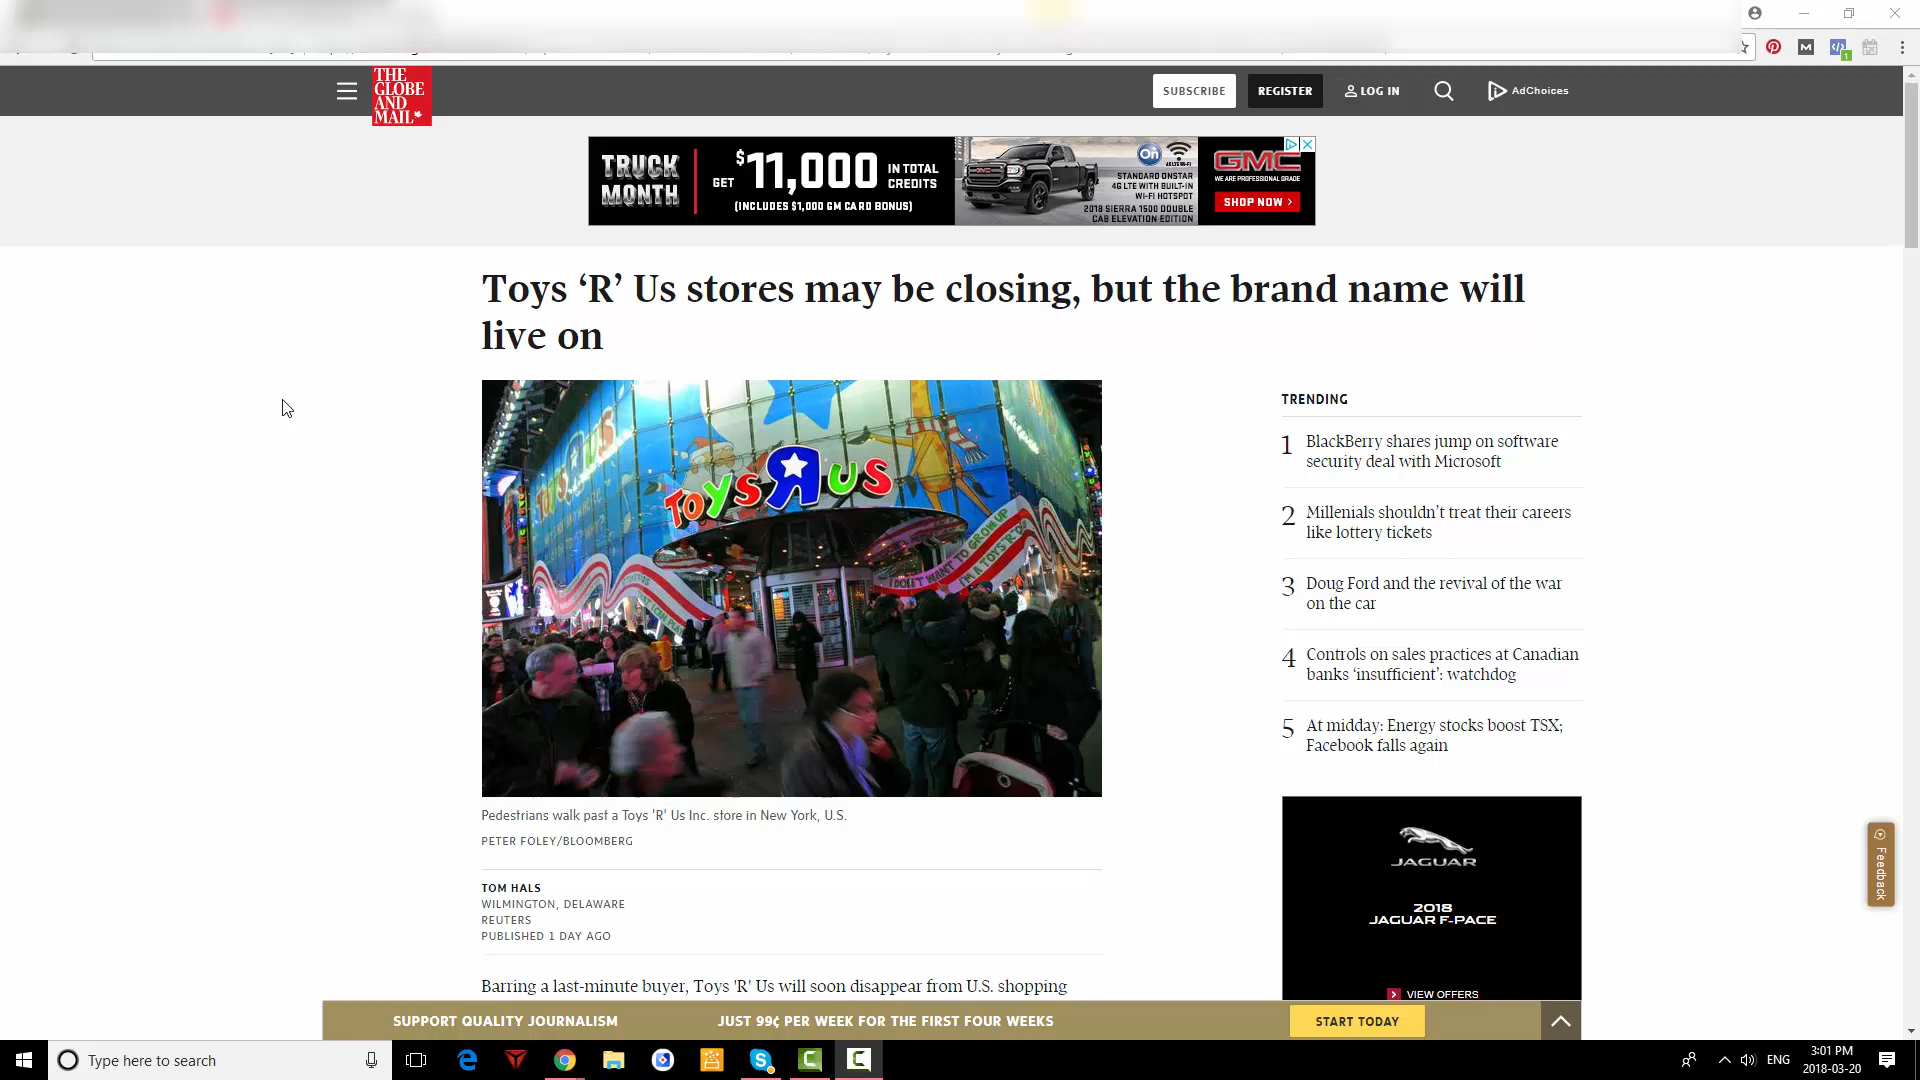 THE
GLOBE
AND
MAIL
SUBSCRIBE
REGISTER
LOG IN
AdChoices
TRUCK
MONTH
GET $11,000 IN TOTAL
CREDITS
(INCLUDES $1,000 GM CARD BONUS)
On
4G LTE WI-FI
STANDARD ONSTAR
4G LTE WITH BUILT-IN
WI-FI HOTSPOT
2018 SIERRA 1500 DOUBLE
CAB ELEVATION EDITION
GMC
WE ARE PROFESSIONAL GRADE
SHOP NOW >
Toys ‘R’ Us stores may be closing, but the brand name will
live on
TOYS R US
I DON'T WANT TO GROW UP
I'M A TOYS R US
Pedestrians walk past a Toys 'R' Us Inc. store in New York, U.S.
PETER FOLEY/BLOOMBERG
TOM HALS
WILMINGTON, DELAWARE
REUTERS
PUBLISHED 1 DAY AGO
Barring a last-minute buyer, Toys 'R' Us will soon disappear from U.S. shopping
TRENDING
1 BlackBerry shares jump on software
security deal with Microsoft
2 Millenials shouldn’t treat their careers
like lottery tickets
3 Doug Ford and the revival of the war
on the car
4 Controls on sales practices at Canadian
banks ‘insufficient’: watchdog
5 At midday: Energy stocks boost TSX;
Facebook falls again
JAGUAR
2018
JAGUAR F-PACE
VIEW OFFERS
Feedback
SUPPORT QUALITY JOURNALISM
JUST 99¢ PER WEEK FOR THE FIRST FOUR WEEKS
START TODAY
Type here to search
ENG
3:01 PM
2018-03-20